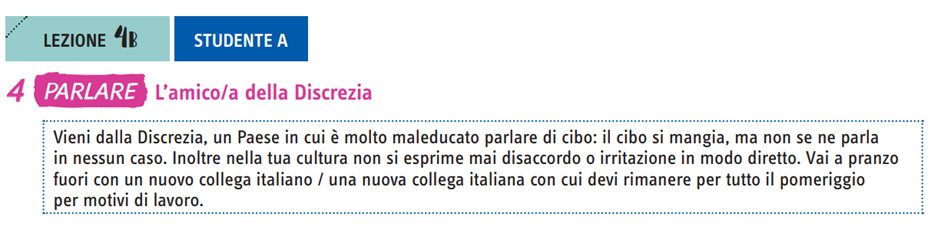 LEZIONE 4B STUDENTE A
4 PARLARE L’amico/a della Discrezia
Vieni dalla Discrezia, un Paese in cui è molto maleducato parlare di cibo: il cibo si mangia, ma non se ne parla
in nessun caso. Inoltre nella tua cultura non si esprime mai disaccordo o irritazione in modo diretto. Vai a pranzo
fuori con un nuovo collega italiano / una nuova collega italiana con cui devi rimanere per tutto il pomeriggio
per motivi di lavoro.